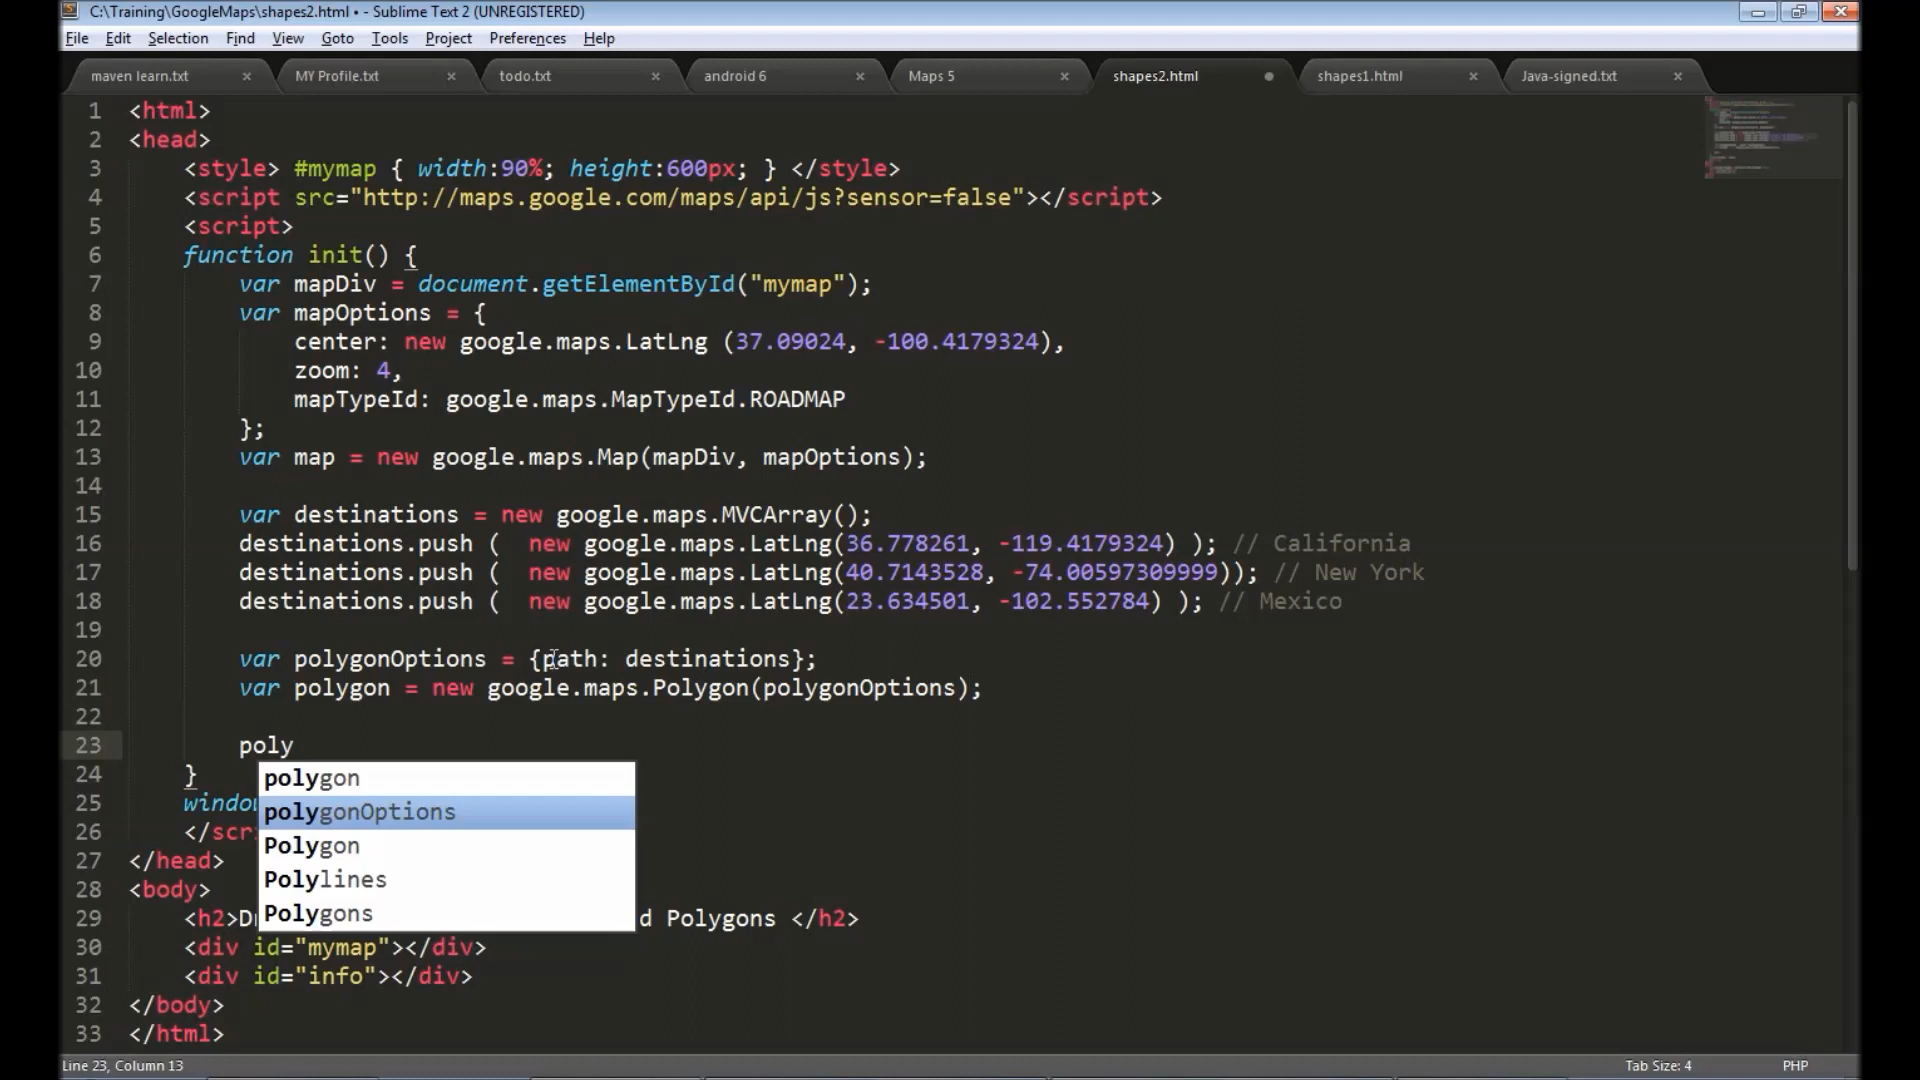 C:\Training\GoogleMaps\shapes2.html • - Sublime Text 2 (UNREGISTERED)
File Edit Selection Find View Goto Tools Project Preferences Help
maven learn.txt × MY Profile.txt × todo.txt × android 6 × Maps 5 × shapes2.html shapes1.html × Java-signed.txt ×
1 <html>
2 <head>
3 <style> #mymap { width:90%; height:600px; } </style>
4 <script src="http://maps.google.com/maps/api/js?sensor=false"></script>
5 <script>
6 function init() {
7 var mapDiv = document.getElementById("mymap");
8 var mapOptions = {
9 center: new google.maps.LatLng (37.09024, -100.4179324),
10 zoom: 4,
11 mapTypeId: google.maps.MapTypeId.ROADMAP
12 };
13 var map = new google.maps.Map(mapDiv, mapOptions);
14
15 var destinations = new google.maps.MVCArray();
16 destinations.push (  new google.maps.LatLng(36.778261, -119.4179324) ); // California
17 destinations.push (  new google.maps.LatLng(40.7143528, -74.00597309999)); // New York
18 destinations.push (  new google.maps.LatLng(23.634501, -102.552784) ); // Mexico
19
20 var polygonOptions = {path: destinations};
21 var polygon = new google.maps.Polygon(polygonOptions);
22
23 poly
24 }
polygon
25 window
polygonOptions
26 </scr
Polygon
27 </head>
Polylines
28 <body>
Polygons
29 <h2>D d Polygons </h2>
30 <div id="mymap"></div>
31 <div id="info"></div>
32 </body>
33 </html>
Line 23, Column 13 Tab Size: 4 PHP